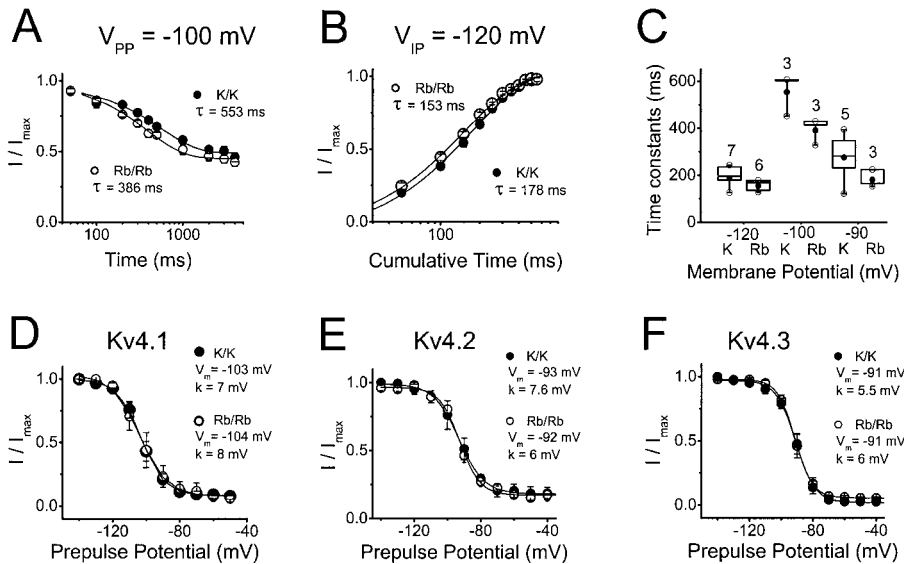 A
V_PP = -100 mV
I / I_max
1.0
0.5
0.0
K/K
τ = 553 ms
Rb/Rb
τ = 386 ms
100
1000
Time (ms)
B
V_IP = -120 mV
I / I_max
1.0
0.5
0.0
Rb/Rb
τ = 153 ms
K/K
τ = 178 ms
100
Cumulative Time (ms)
C
Time constants (ms)
600
400
200
0
7
6
3
3
5
3
-120
-100
-90
K Rb
K Rb
K Rb
Membrane Potential (mV)
D
Kv4.1
I / I_max
1.0
0.5
0.0
K/K
V_m= -103 mV
k = 7 mV
Rb/Rb
V_m= -104 mV
k = 8 mV
-120 -80 -40
Prepulse Potential (mV)
E
Kv4.2
I / I_max
1.0
0.5
0.0
K/K
V_m= -93 mV
k = 7.6 mV
Rb/Rb
V_m= -92 mV
k = 6 mV
-120 -80 -40
Prepulse Potential (mV)
F
Kv4.3
I / I_max
1.0
0.5
0.0
K/K
V_m= -91 mV
k = 5.5 mV
Rb/Rb
V_m= -91 mV
k = 6 mV
-120 -80 -40
Prepulse Potential (mV)